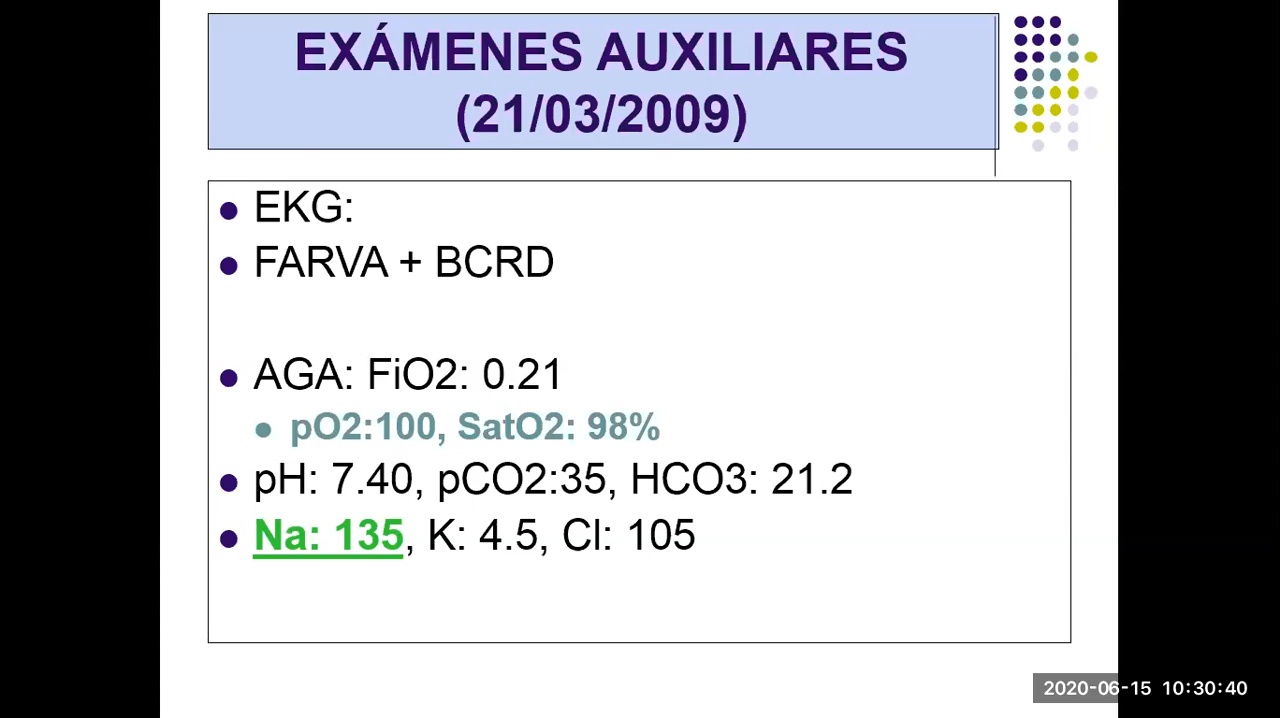 EXÁMENES AUXILIARES
(21/03/2009)
EKG:
FARVA + BCRD
AGA: FiO2: 0.21
pO2:100, SatO2: 98%
pH: 7.40, pCO2:35, HCO3: 21.2
Na: 135, K: 4.5, Cl: 105
2020-06-15 10:30:40